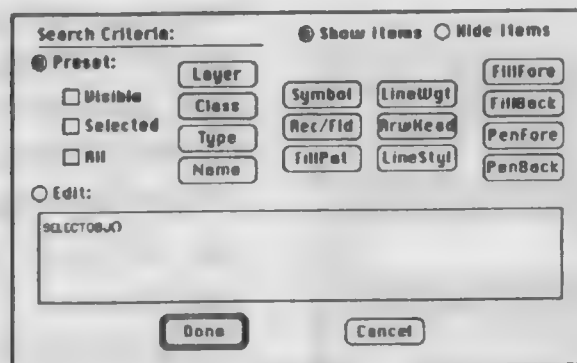 Search Criteria:
Show Items
Hide Items
Preset:
Visible
Selected
All
Layer
Class
Type
Name
Symbol
Rec/Fld
FillPat
LineWgt
ArwHead
LineStyl
FillFore
FillBack
PenFore
PenBack
Edit:
SELECTOBJ()
Done
Cancel